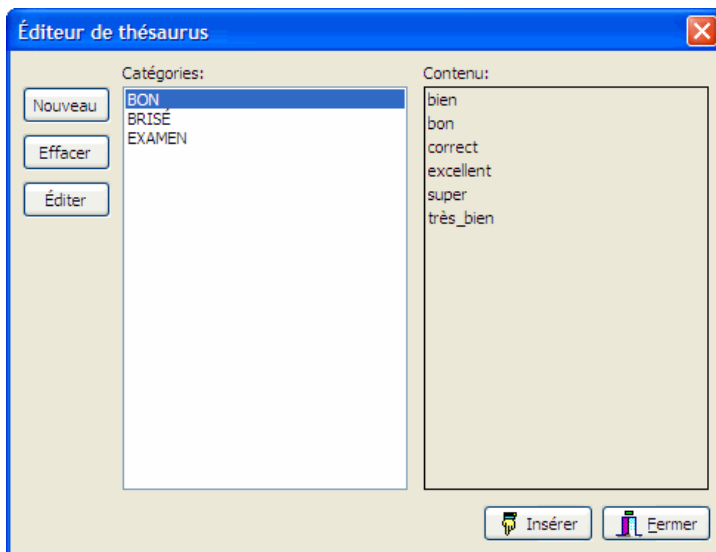 Éditeur de thésaurus
Catégories:
Contenu:
Nouveau
Effacer
Éditer
BON
BRISÉ
EXAMEN
bien
bon
correct
excellent
super
très_bien
Insérer
Fermer